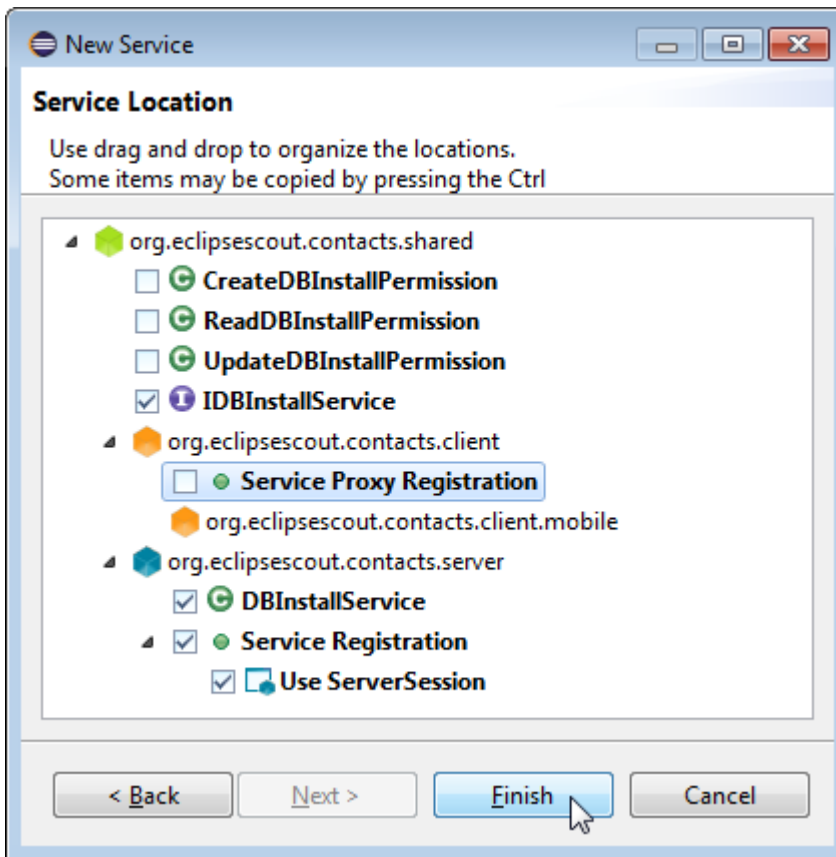 New Service
Service Location
Use drag and drop to organize the locations.
Some items may be copied by pressing the Ctrl
org.eclipsescout.contacts.shared
CreateDBInstallPermission
ReadDBInstallPermission
UpdateDBInstallPermission
IDBInstallService
org.eclipsescout.contacts.client
Service Proxy Registration
org.eclipsescout.contacts.client.mobile
org.eclipsescout.contacts.server
DBInstallService
Service Registration
Use ServerSession
< Back Next > Finish Cancel